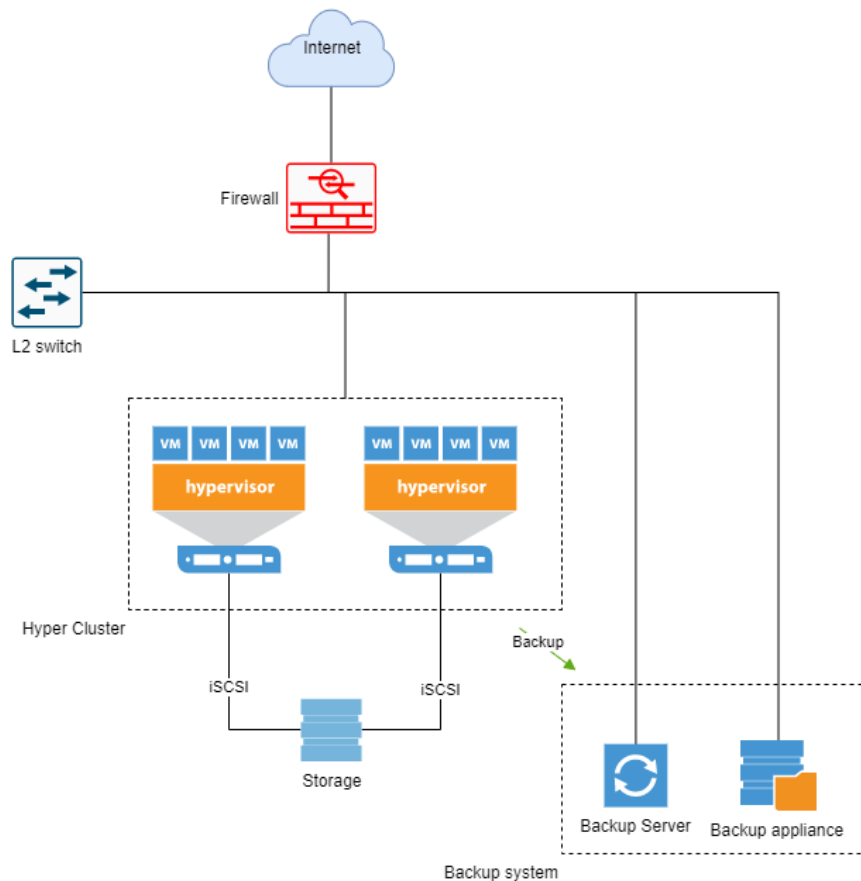 Internet
Firewall
L2 switch
VM VM VM VM
VM VM VM VM
hypervisor
hypervisor
Hyper Cluster
Backup
iSCSI
iSCSI
Storage
Backup Server
Backup appliance
Backup system